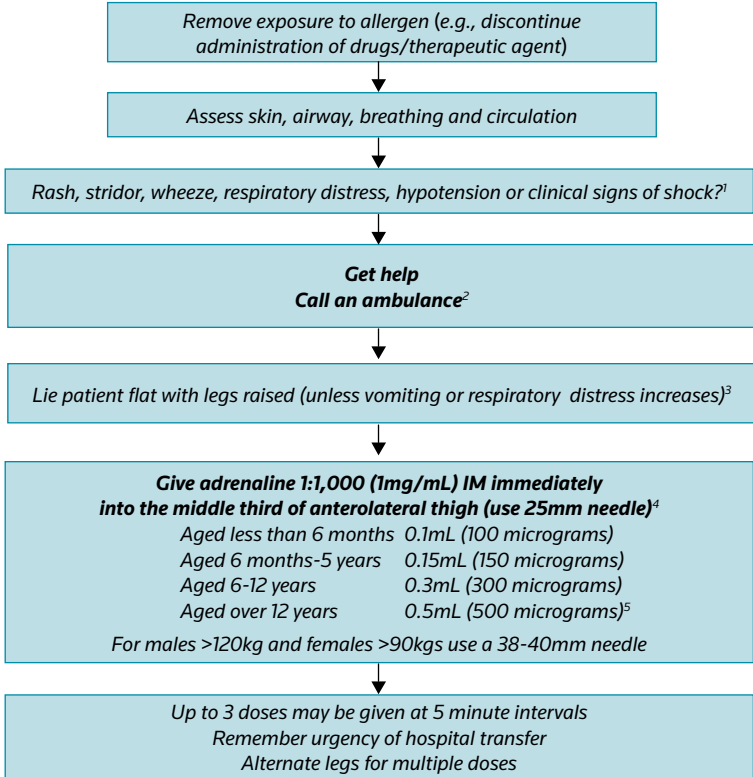 Remove exposure to allergen (e.g., discontinue
administration of drugs/therapeutic agent)
Assess skin, airway, breathing and circulation
Rash, stridor, wheeze, respiratory distress, hypotension or clinical signs of shock?¹
Get help
Call an ambulance²
Lie patient flat with legs raised (unless vomiting or respiratory distress increases)³
Give adrenaline 1:1,000 (1mg/mL) IM immediately
into the middle third of anterolateral thigh (use 25mm needle)⁴
Aged less than 6 months 0.1mL (100 micrograms)
Aged 6 months-5 years 0.15mL (150 micrograms)
Aged 6-12 years 0.3mL (300 micrograms)
Aged over 12 years 0.5mL (500 micrograms)⁵
For males >120kg and females >90kgs use a 38-40mm needle
Up to 3 doses may be given at 5 minute intervals
Remember urgency of hospital transfer
Alternate legs for multiple doses